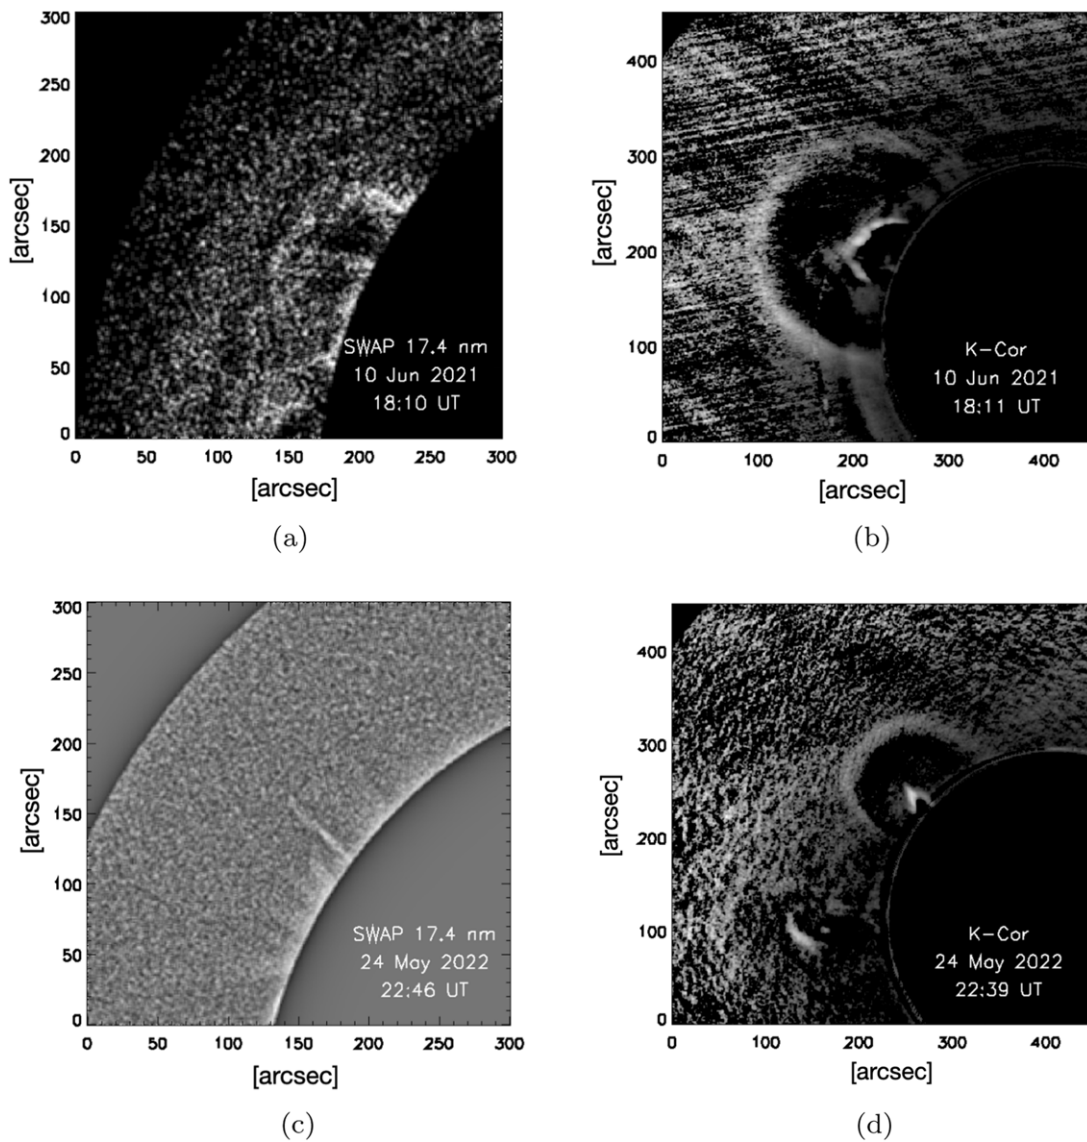 300
250
200
150
100
50
0
[arcsec]
SWAP 17.4 nm
10 Jun 2021
18:10 UT
0 50 100 150 200 250 300
[arcsec]
(a)
400
300
200
100
0
[arcsec]
K-Cor
10 Jun 2021
18:11 UT
0 100 200 300 400
[arcsec]
(b)
300
250
200
150
100
50
0
[arcsec]
SWAP 17.4 nm
24 May 2022
22:46 UT
0 50 100 150 200 250 300
[arcsec]
(c)
400
300
200
100
0
[arcsec]
K-Cor
24 May 2022
22:39 UT
0 100 200 300 400
[arcsec]
(d)